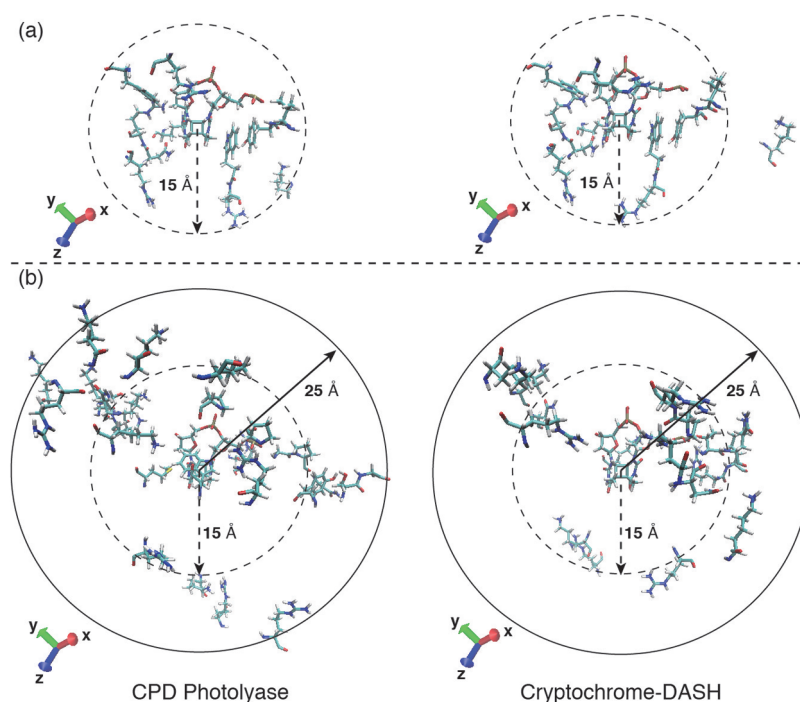 (a)
15 Å
y
x
z
15 Å
y
x
z
(b)
25 Å
15 Å
y
x
z
25 Å
15 Å
y
x
z
CPD Photolyase
Cryptochrome-DASH